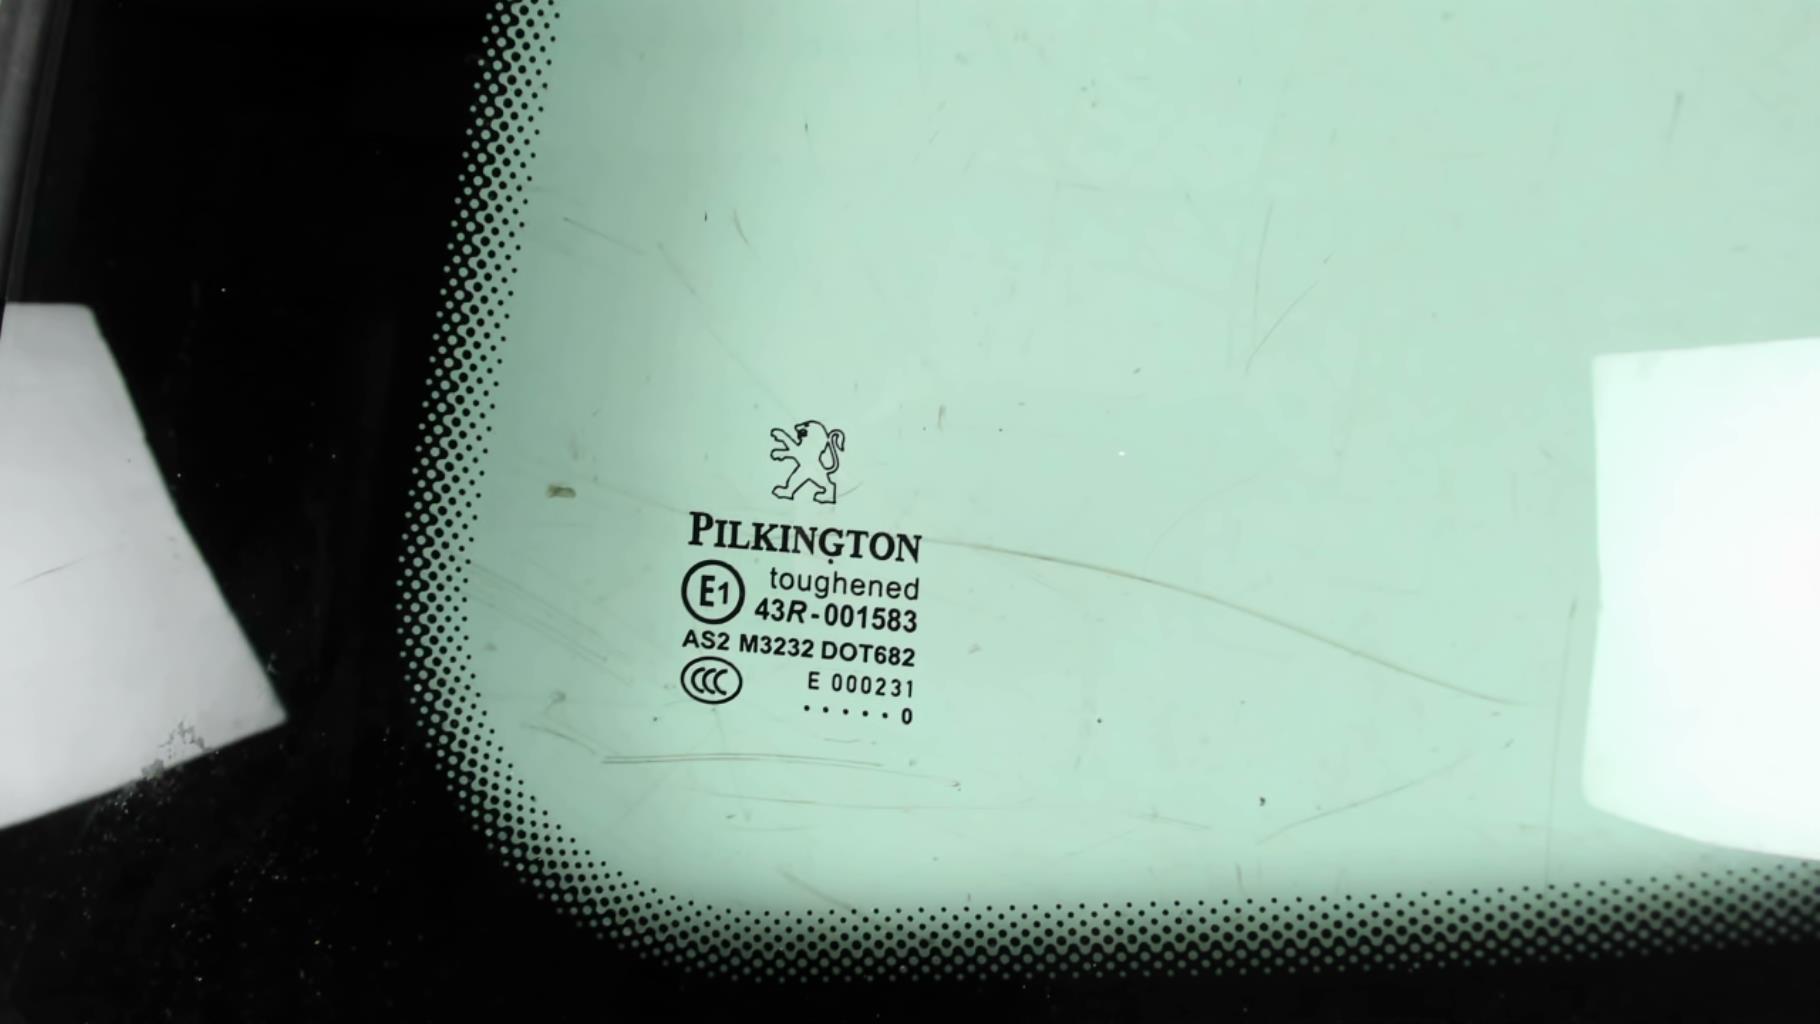 PILKINGTON
toughened
E1 43R-001583
AS2 M3232 DOT682
CCC E 000231
. . . . . 0